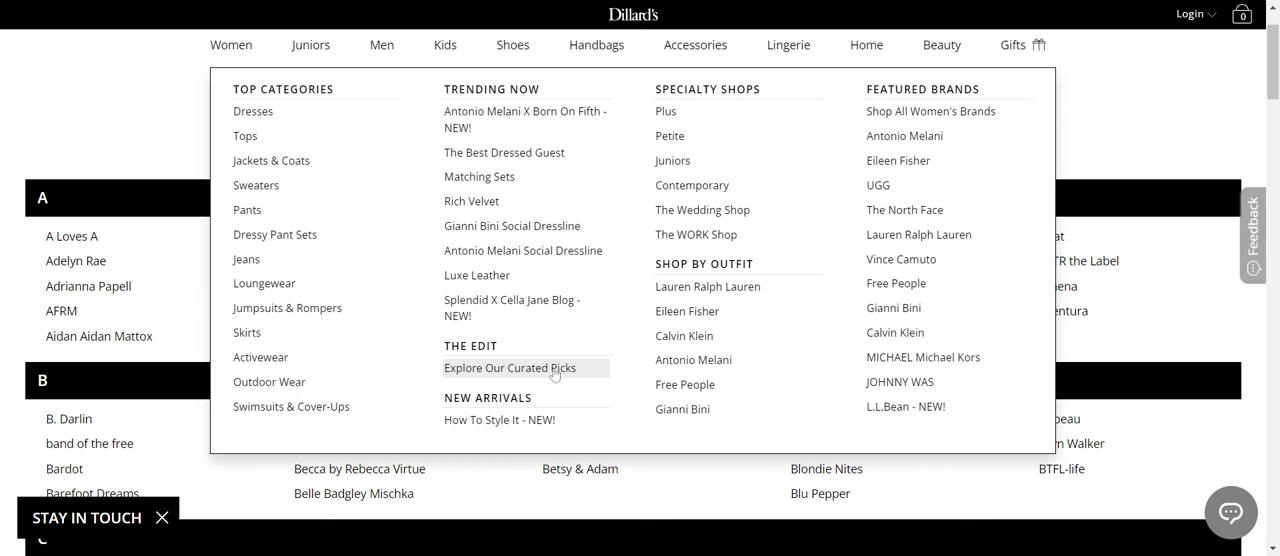 Dillard's
Login
0
Women
Juniors
Men
Kids
Shoes
Handbags
Accessories
Lingerie
Home
Beauty
Gifts
TOP CATEGORIES
Dresses
Tops
Jackets & Coats
Sweaters
Pants
Dressy Pant Sets
Jeans
Loungewear
Jumpsuits & Rompers
Skirts
Activewear
Outdoor Wear
Swimsuits & Cover-Ups
TRENDING NOW
Antonio Melani X Born On Fifth -
NEW!
The Best Dressed Guest
Matching Sets
Rich Velvet
Gianni Bini Social Dressline
Antonio Melani Social Dressline
Luxe Leather
Splendid X Cella Jane Blog -
NEW!
THE EDIT
Explore Our Curated Picks
NEW ARRIVALS
How To Style It - NEW!
SPECIALTY SHOPS
Plus
Petite
Juniors
Contemporary
The Wedding Shop
The WORK Shop
SHOP BY OUTFIT
Lauren Ralph Lauren
Eileen Fisher
Calvin Klein
Antonio Melani
Free People
Gianni Bini
FEATURED BRANDS
Shop All Women's Brands
Antonio Melani
Eileen Fisher
UGG
The North Face
Lauren Ralph Lauren
Vince Camuto
Free People
Gianni Bini
Calvin Klein
MICHAEL Michael Kors
JOHNNY WAS
L.L.Bean - NEW!
A
A Loves A
Adelyn Rae
Adrianna Papell
AFRM
Aidan Aidan Mattox
the Label
B
B. Darlin
band of the free
Bardot
Barefoot Dreams
Becca by Rebecca Virtue
Belle Badgley Mischka
Betsy & Adam
Blondie Nites
Blu Pepper
Walker
BTFL-life
Feedback
STAY IN TOUCH